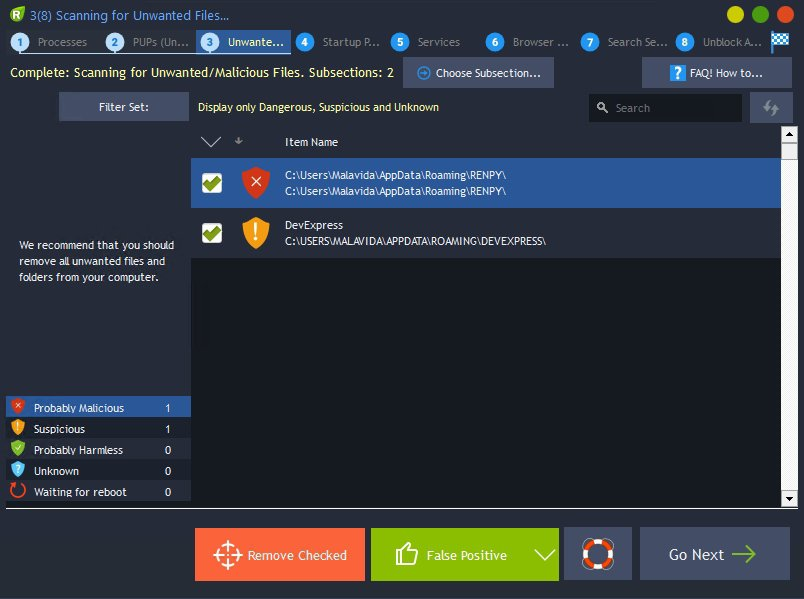 3(8) Scanning for Unwanted Files...
1 Processes 2 PUPs (Un... 3 Unwante... 4 Startup P... 5 Services 6 Browser ... 7 Search Se... 8 Unblock A...
Complete: Scanning for Unwanted/Malicious Files. Subsections: 2 Choose Subsection... ? FAQ! How to...
Filter Set: Display only Dangerous, Suspicious and Unknown Search
Item Name
C:\Users\Malavida\AppData\Roaming\RENPY\
C:\Users\Malavida\AppData\Roaming\RENPY\
DevExpress
C:\USERS\MALAVIDA\APPDATA\ROAMING\DEVEXPRESS\
We recommend that you should
remove all unwanted files and
folders from your computer.
Probably Malicious 1
Suspicious 1
Probably Harmless 0
Unknown 0
Waiting for reboot 0
Remove Checked False Positive Go Next